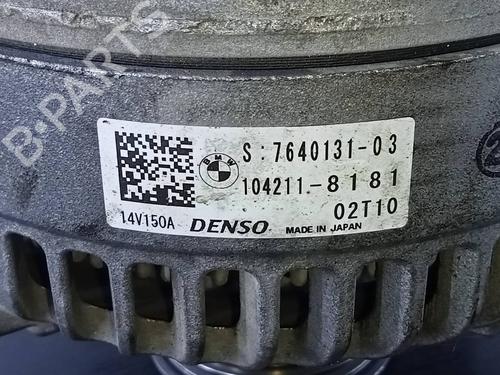 B-PARTS
BMW
S:7640131-03
104211-8181
02T10
14V150A DENSO MADE IN JAPAN